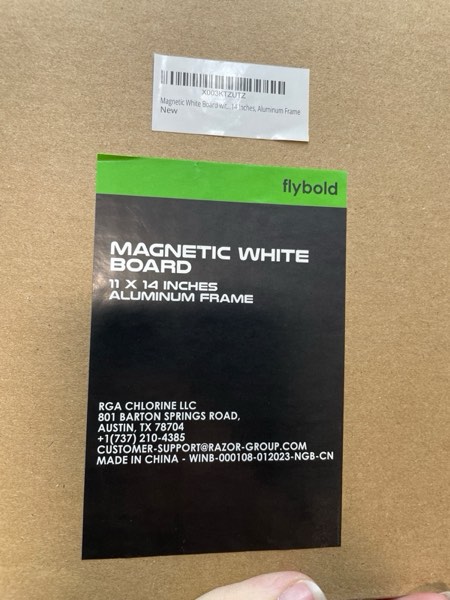 X003KTZUTZ
Magnetic White Board wit...14 Inches, Aluminum Frame
New
flybold
MAGNETIC WHITE
BOARD
11 X 14 INCHES
ALUMINUM FRAME
RGA CHLORINE LLC
801 BARTON SPRINGS ROAD,
AUSTIN, TX 78704
+1(737) 210-4385
CUSTOMER-SUPPORT@RAZOR-GROUP.COM
MADE IN CHINA - WINB-000108-012023-NGB-CN